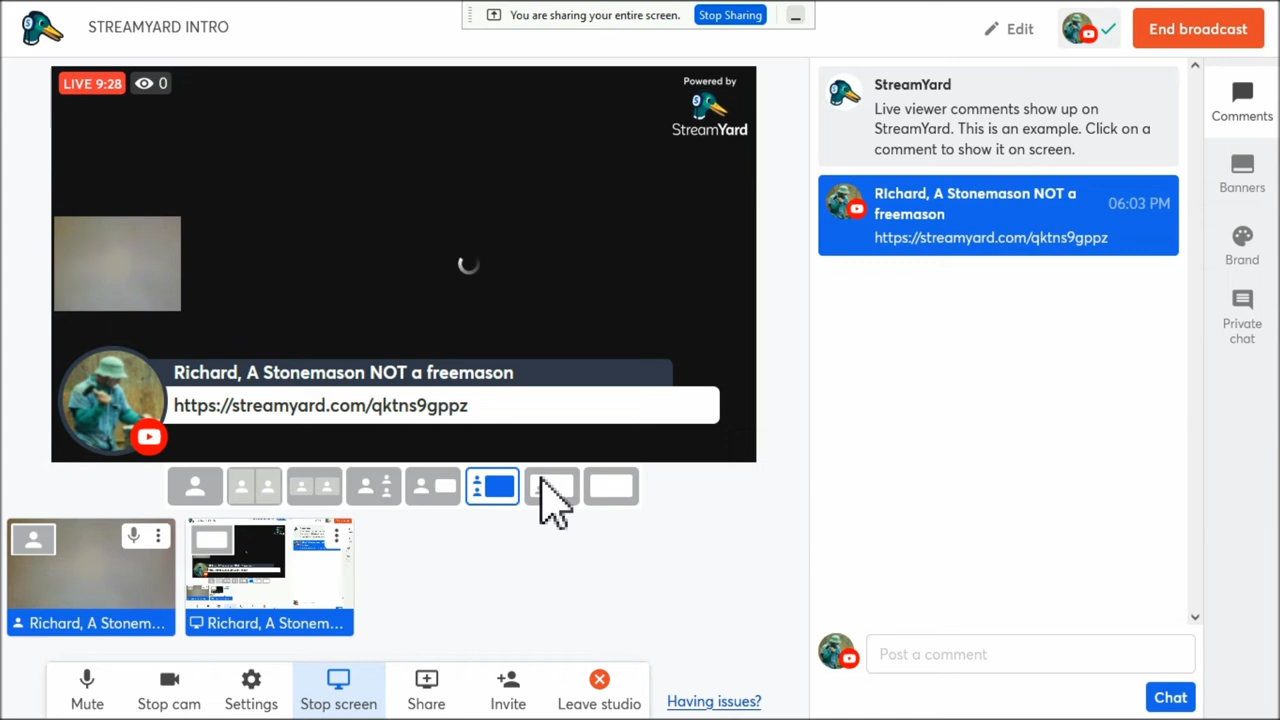 STREAMYARD INTRO
You are sharing your entire screen.
Stop Sharing
Edit
End broadcast
LIVE 9:28
0
Powered by
StreamYard
Richard, A Stonemason NOT a freemason
https://streamyard.com/qktns9gppz
StreamYard
Live viewer comments show up on
StreamYard. This is an example. Click on a
comment to show it on screen.
RIchard, A Stonemason NOT a
freemason
06:03 PM
https://streamyard.com/qktns9gppz
Comments
Banners
Brand
Private
chat
Richard, A Stonem...
Richard, A Stonem...
Mute
Stop cam
Settings
Stop screen
Share
Invite
Leave studio
Having issues?
Post a comment
Chat